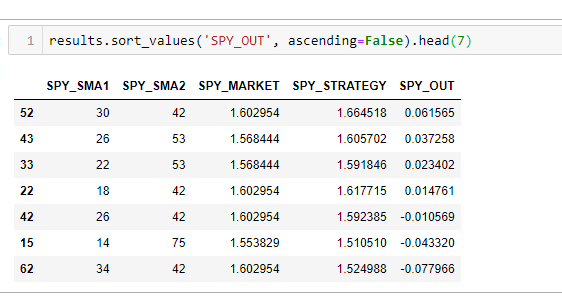 1 results.sort_values('SPY_OUT', ascending=False).head(7)
SPY_SMA1 SPY_SMA2 SPY_MARKET SPY_STRATEGY SPY_OUT
52 30 42 1.602954 1.664518 0.061565
43 26 53 1.568444 1.605702 0.037258
33 22 53 1.568444 1.591846 0.023402
22 18 42 1.602954 1.617715 0.014761
42 26 42 1.602954 1.592385 -0.010569
15 14 75 1.553829 1.510510 -0.043320
62 34 42 1.602954 1.524988 -0.077966